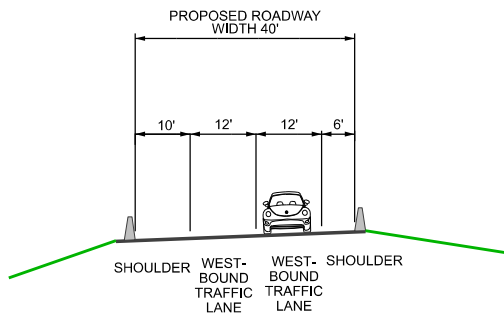 PROPOSED ROADWAY
WIDTH 40'
10'
12'
12'
6'
SHOULDER
WEST-
BOUND
TRAFFIC
LANE
WEST-
BOUND
TRAFFIC
LANE
SHOULDER